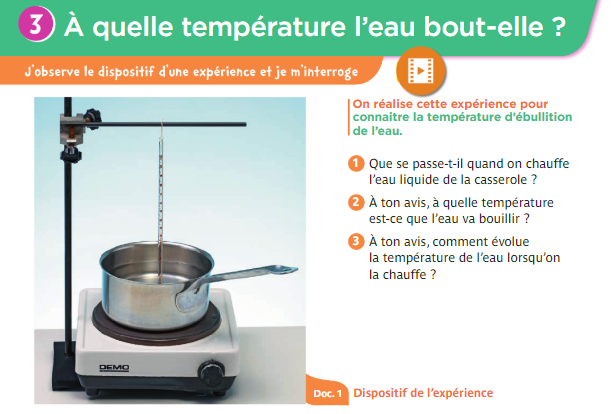 3 À quelle température l'eau bout-elle ?
J'observe le dispositif d'une expérience et je m'interroge
On réalise cette expérience pour
connaitre la température d'ébullition
de l'eau.
1 Que se passe-t-il quand on chauffe
l'eau liquide de la casserole ?
2 À ton avis, à quelle température
est-ce que l'eau va bouillir ?
3 À ton avis, comment évolue
la température de l'eau lorsqu'on
la chauffe ?
DEMO
Doc. 1 Dispositif de l'expérience